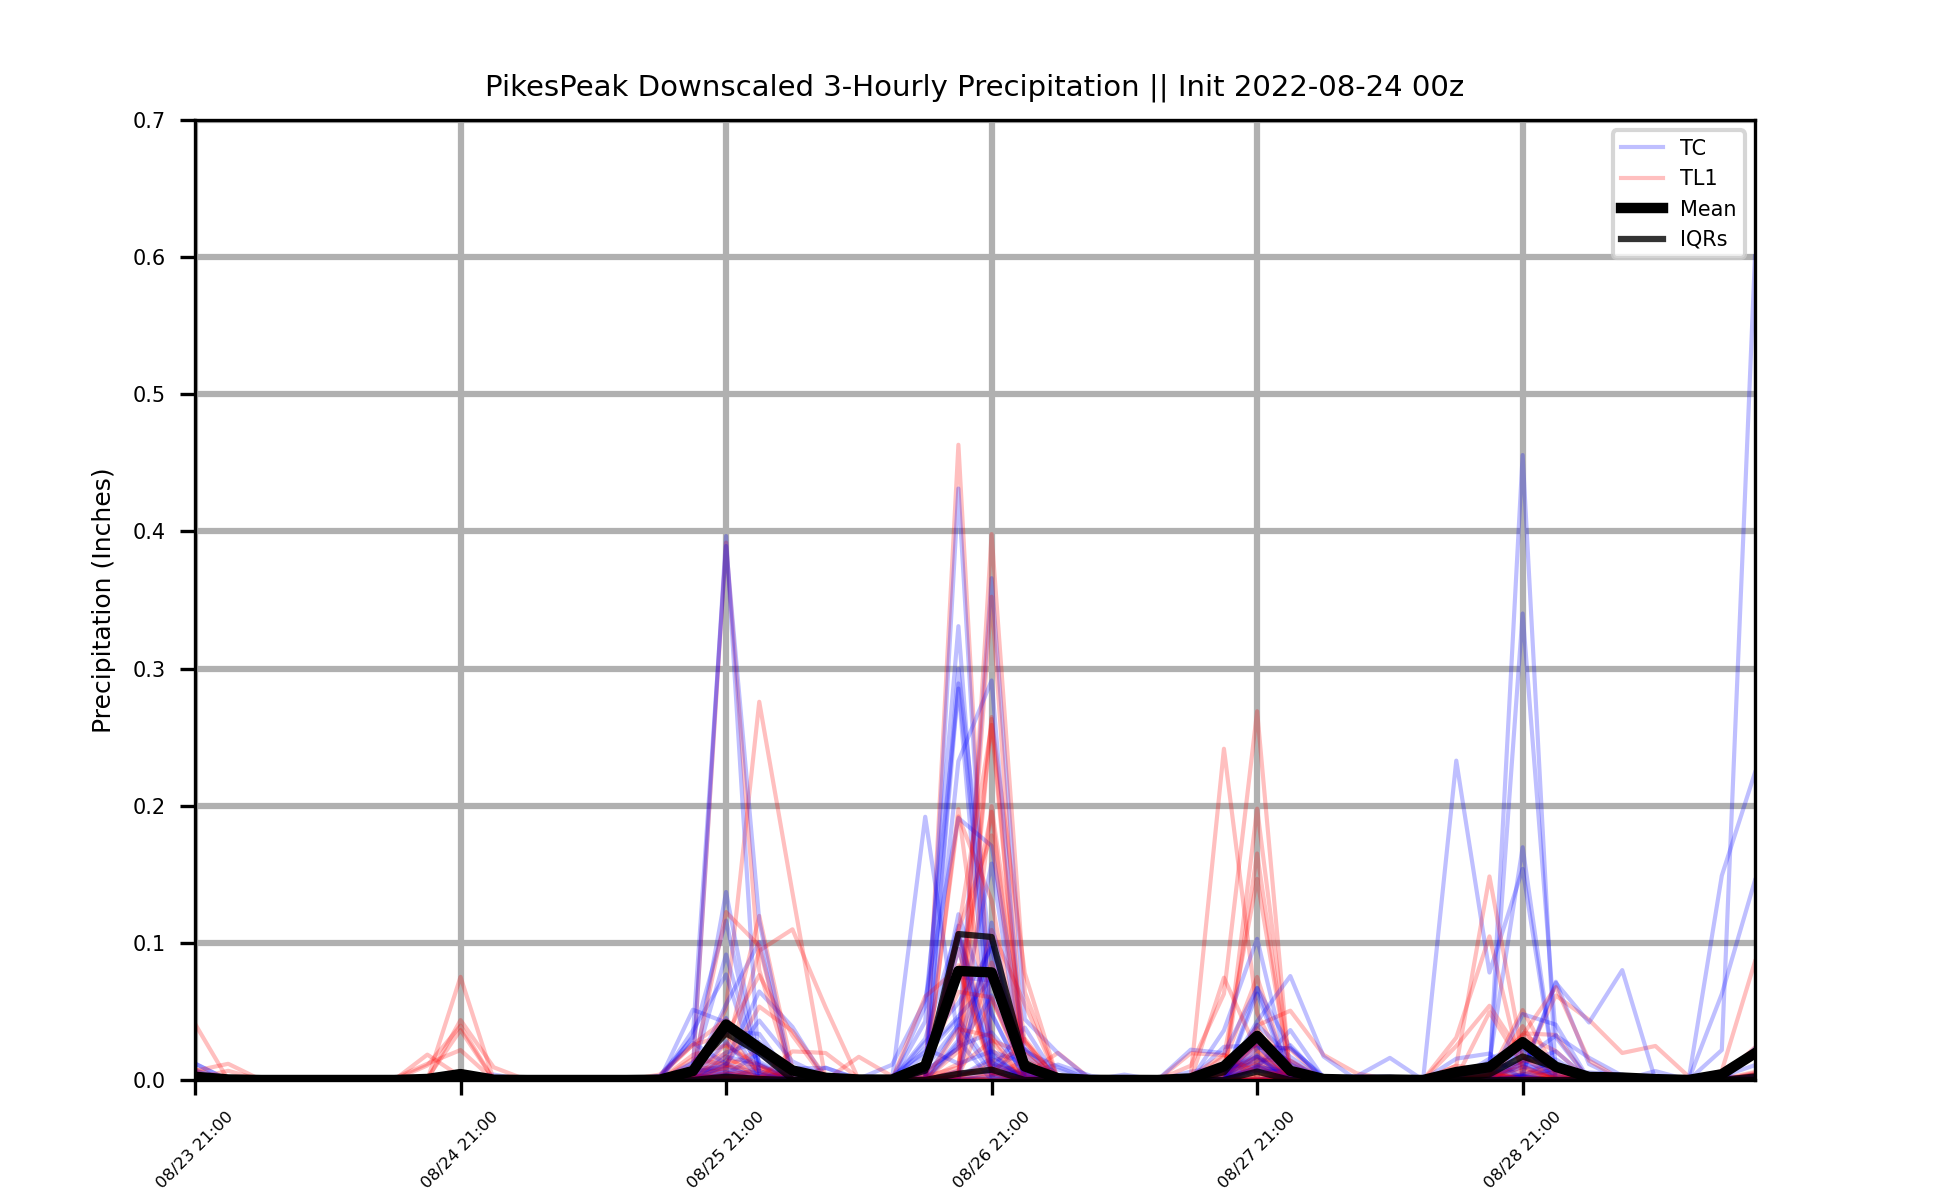 PikesPeak Downscaled 3-Hourly Precipitation || Init 2022-08-24 00z
0.7
0.6
0.5
0.4
0.3
0.2
0.1
0.0
Precipitation (Inches)
TC
TL1
Mean
IQRs
08/23 21:00
08/24 21:00
08/25 21:00
08/26 21:00
08/27 21:00
08/28 21:00